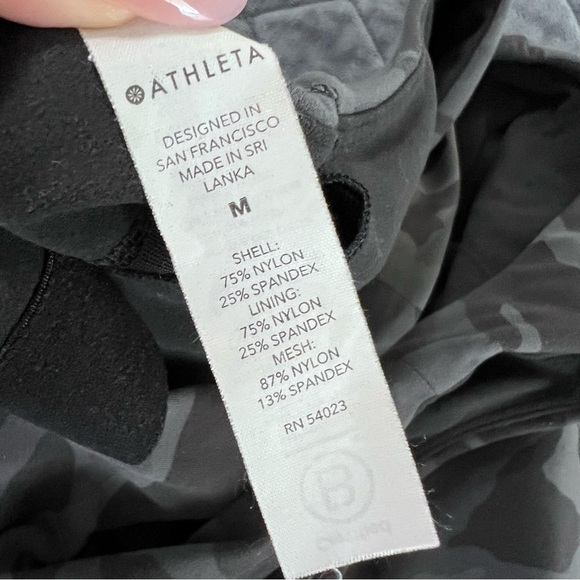 ATHLETA
DESIGNED IN
SAN FRANCISCO
MADE IN SRI
LANKA
M
SHELL:
75% NYLON
25% SPANDEX
LINING:
75% NYLON
25% SPANDEX
MESH:
87% NYLON
13% SPANDEX
RN 54023
B